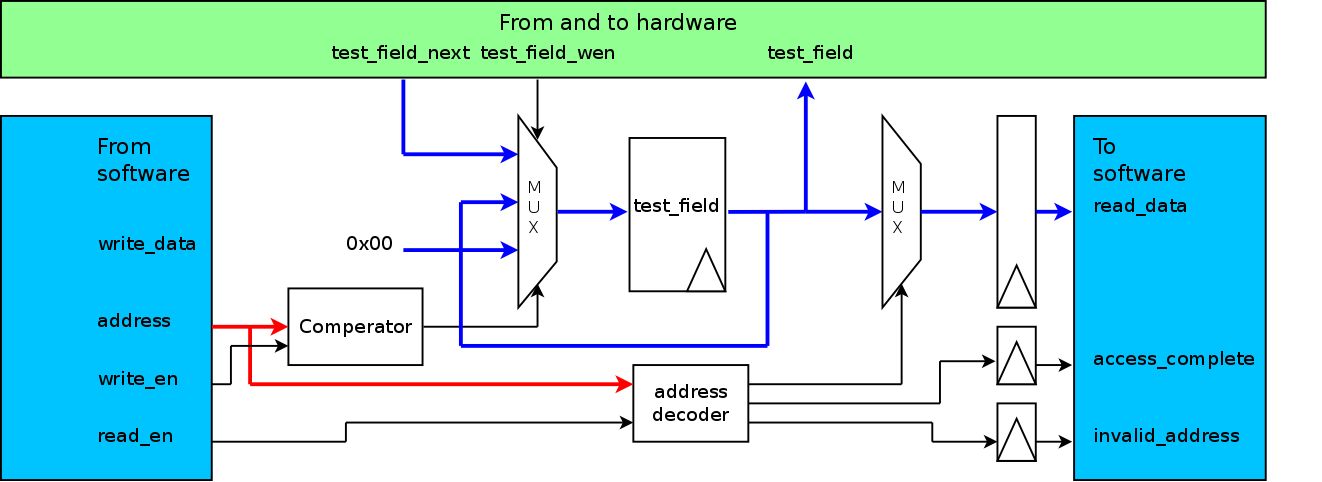 From and to hardware
test_field_next test_field_wen test_field
From
software
write_data
address
write_en
read_en
0x00
Comperator
M
U
X
test_field
address
decoder
M
U
X
To
software
read_data
access_complete
invalid_address